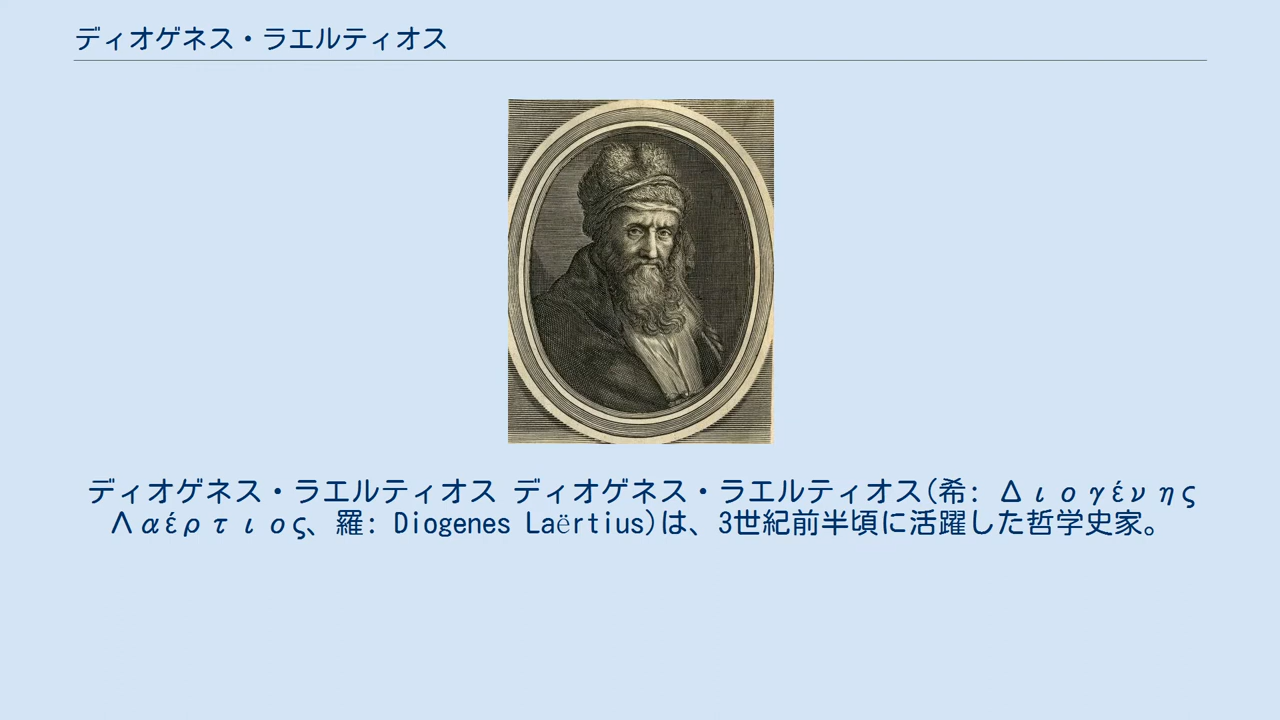 ディオゲネス・ラエルティオス
ディオゲネス・ラエルティオス ディオゲネス・ラエルティオス(希: Διογένης
Λαέρτιος、羅: Diogenes Laërtius)は、3世紀前半頃に活躍した哲学史家。